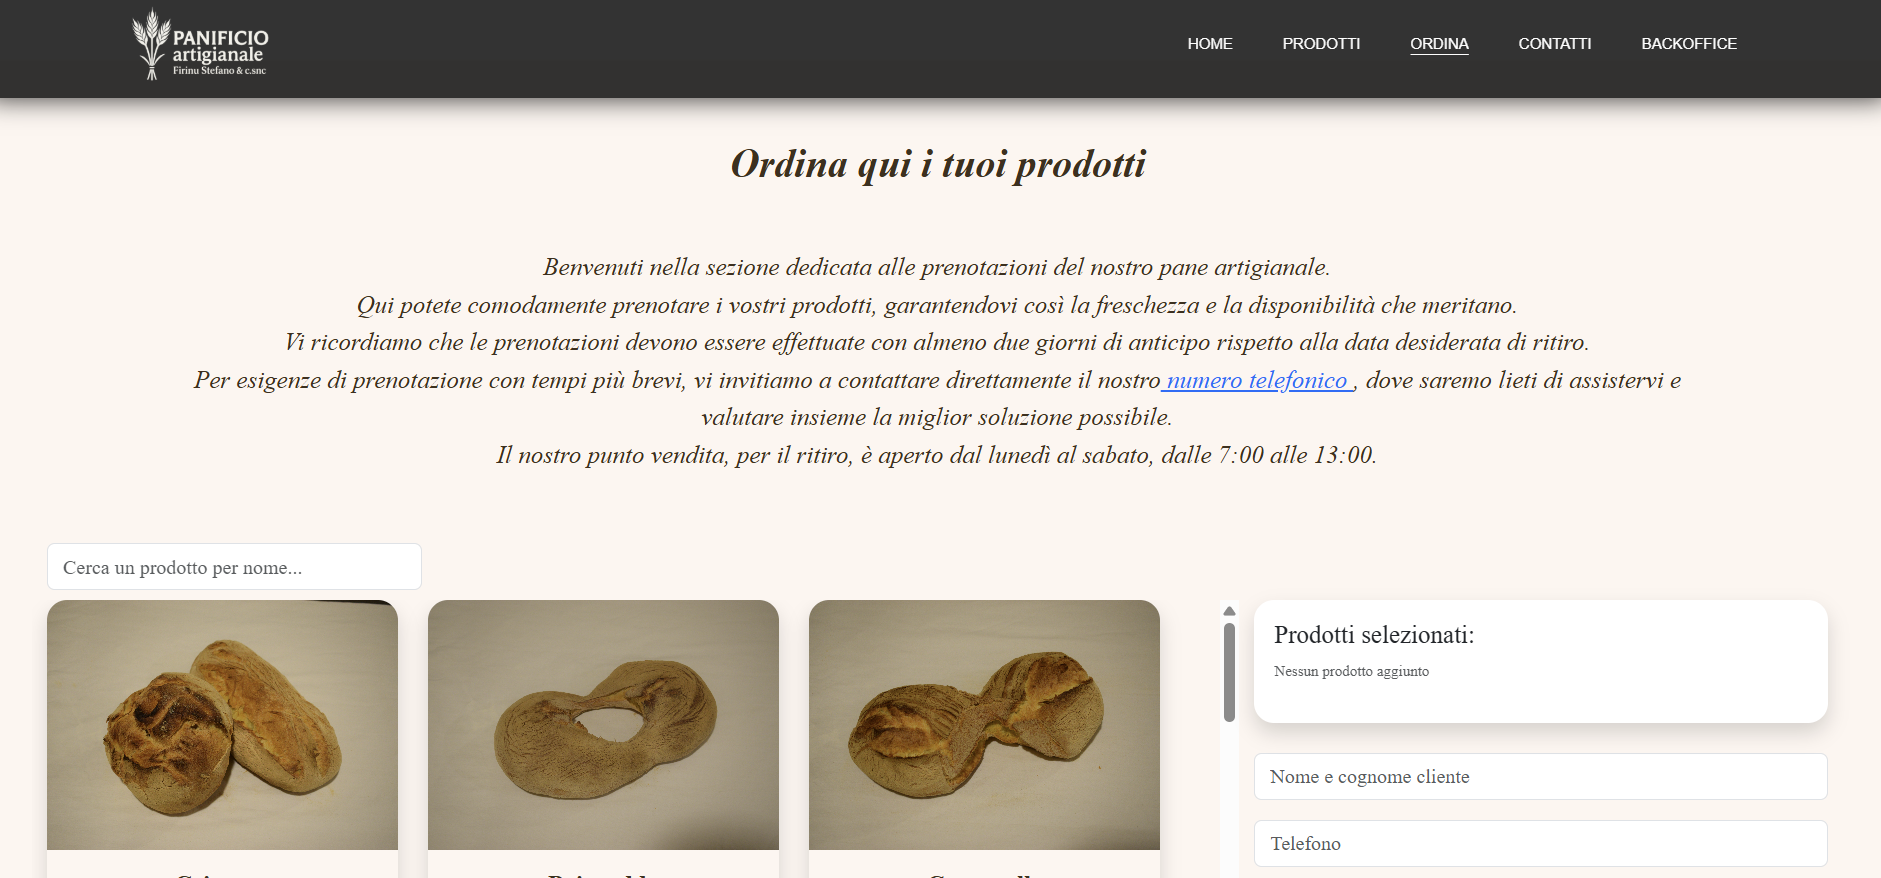 PANIFICIO
artigianale
Firinu Stefano & c.snc
HOME PRODOTTI ORDINA CONTATTI BACKOFFICE
Ordina qui i tuoi prodotti
Benvenuti nella sezione dedicata alle prenotazioni del nostro pane artigianale.
Qui potete comodamente prenotare i vostri prodotti, garantendovi così la freschezza e la disponibilità che meritano.
Vi ricordiamo che le prenotazioni devono essere effettuate con almeno due giorni di anticipo rispetto alla data desiderata di ritiro.
Per esigenze di prenotazione con tempi più brevi, vi invitiamo a contattare direttamente il nostro numero telefonico , dove saremo lieti di assistervi e
valutare insieme la miglior soluzione possibile.
Il nostro punto vendita, per il ritiro, è aperto dal lunedì al sabato, dalle 7:00 alle 13:00.
Cerca un prodotto per nome...
Prodotti selezionati:
Nessun prodotto aggiunto
Nome e cognome cliente
Telefono